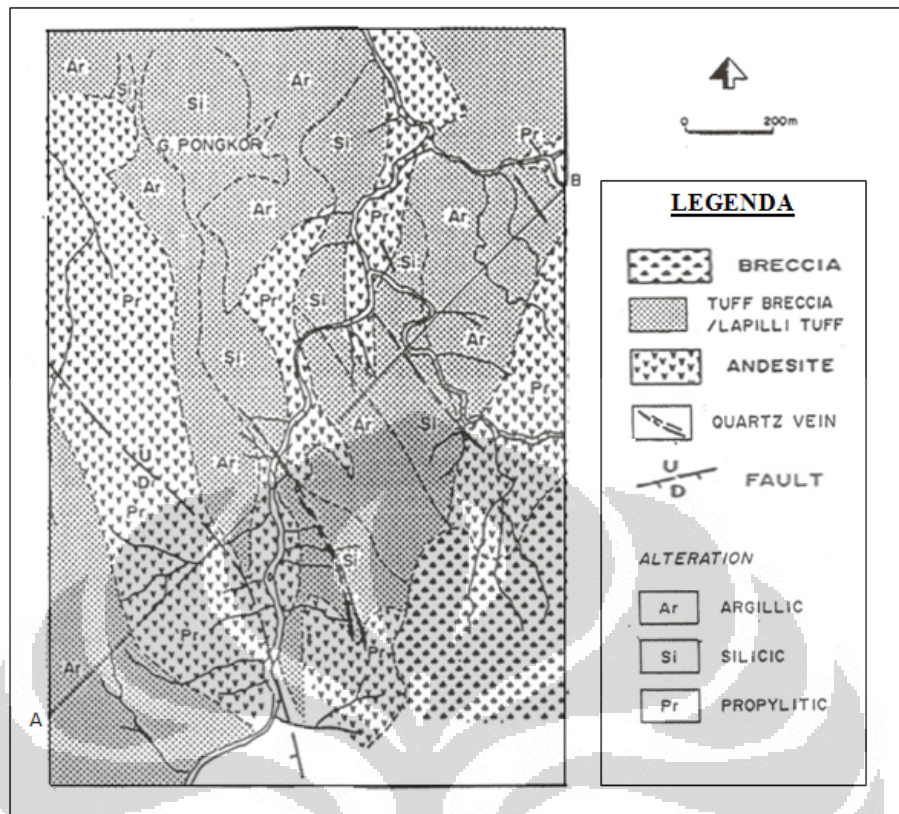 Ar
Ar
Si
Si
Si
G. PONGKOR
Pr
Ar
Ar
Pr
Ar
B
Pr
Si
Pr
Si
Ar
Si
Pr
Ar
Si
U
D
Ar
Pr
Si
Pr
Pr
Ar
A
0 200m
LEGENDA
BRECCIA
TUFF BRECCIA
/LAPILLI TUFF
ANDESITE
QUARTZ VEIN
U
D
FAULT
ALTERATION
Ar ARGILLIC
Si SILICIC
Pr PROPYLITIC